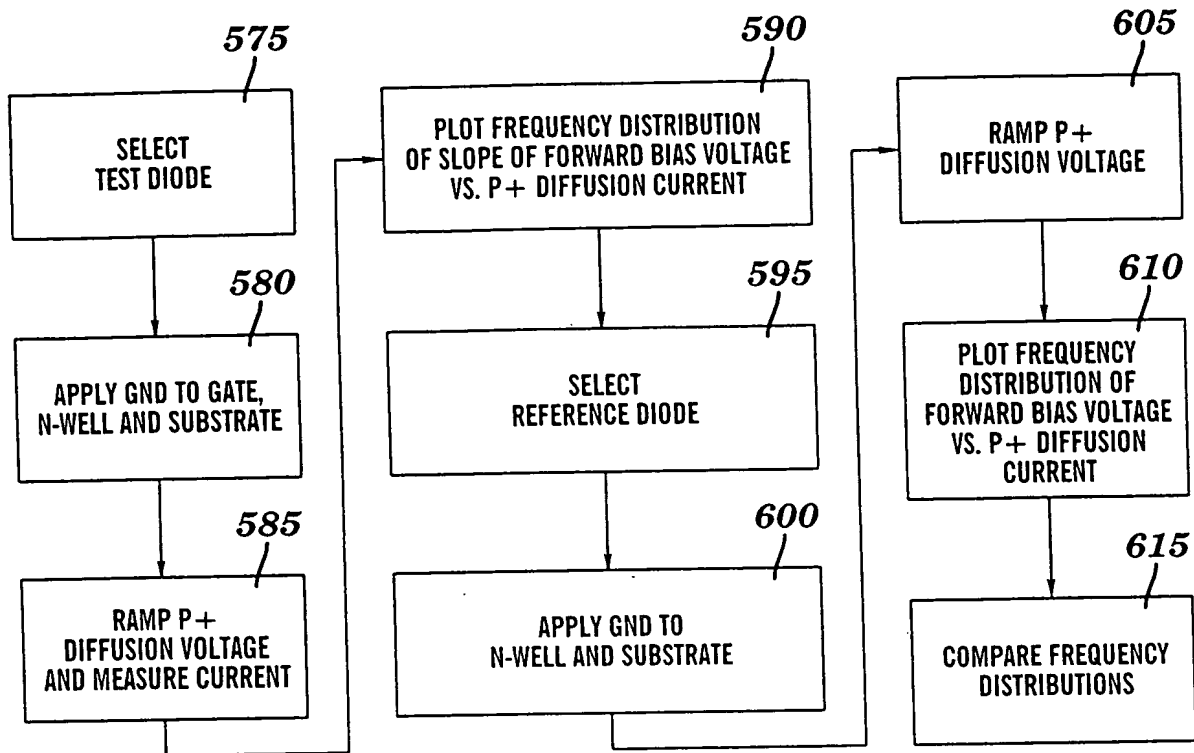 575
SELECT
TEST DIODE
580
APPLY GND TO GATE,
N-WELL AND SUBSTRATE
585
RAMP P+
DIFFUSION VOLTAGE
AND MEASURE CURRENT
590
PLOT FREQUENCY DISTRIBUTION
OF SLOPE OF FORWARD BIAS VOLTAGE
VS. P+ DIFFUSION CURRENT
595
SELECT
REFERENCE DIODE
600
APPLY GND TO
N-WELL AND SUBSTRATE
605
RAMP P+
DIFFUSION VOLTAGE
610
PLOT FREQUENCY
DISTRIBUTION OF
FORWARD BIAS VOLTAGE
VS. P+ DIFFUSION
CURRENT
615
COMPARE FREQUENCY
DISTRIBUTIONS